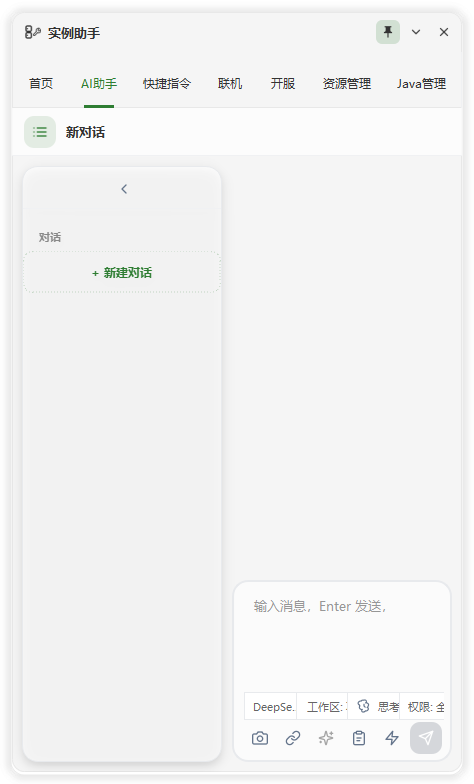 实例助手
首页 AI助手 快捷指令 联机 开服 资源管理 Java管理
新对话
对话
+ 新建对话
输入消息，Enter 发送，
DeepSe.. 工作区: 思考 权限: 全